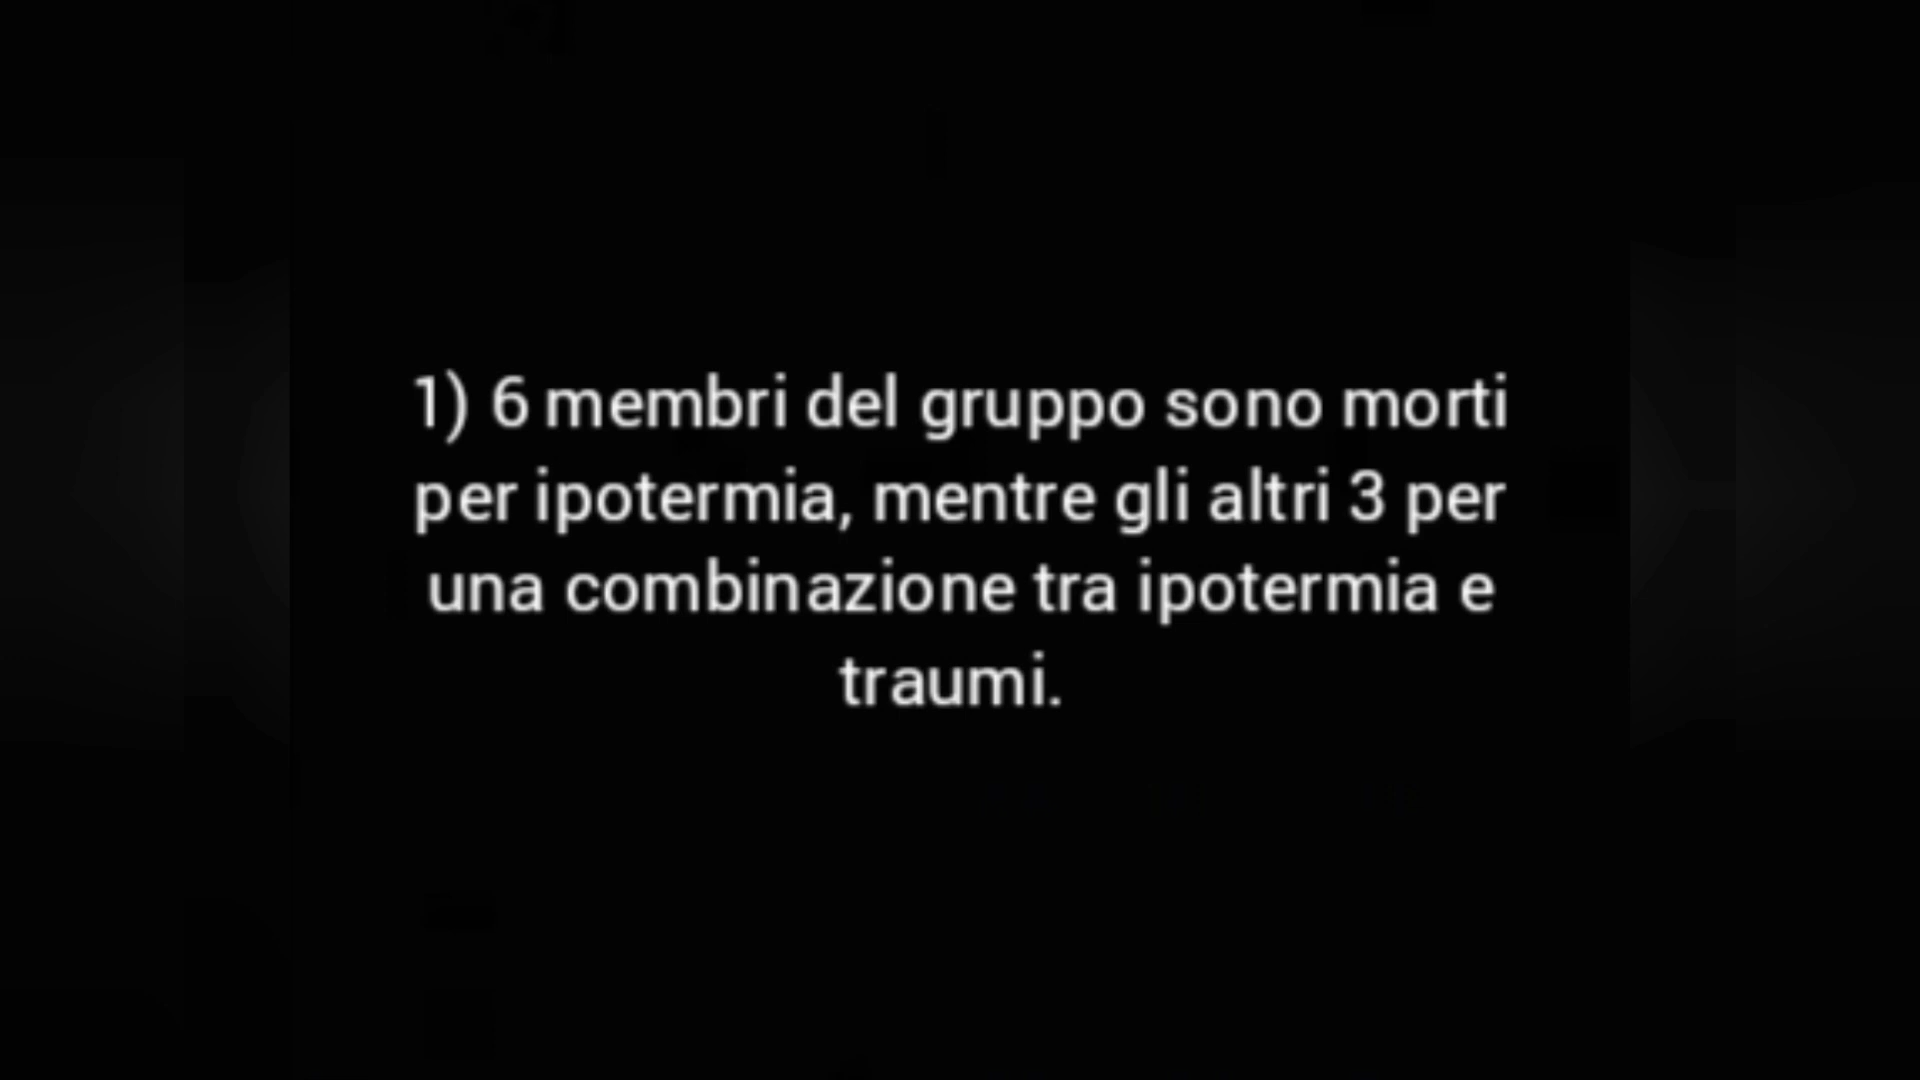 1) 6 membri del gruppo sono morti
per ipotermia, mentre gli altri 3 per
una combinazione tra ipotermia e
traumi.